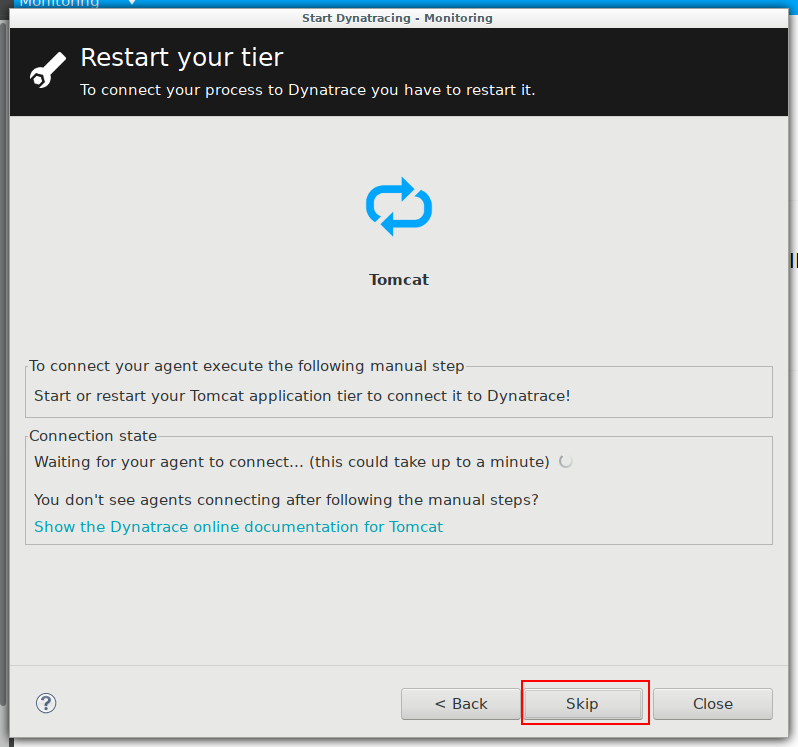 Monitoring
Start Dynatracing - Monitoring
Restart your tier
To connect your process to Dynatrace you have to restart it.
Tomcat
To connect your agent execute the following manual step
Start or restart your Tomcat application tier to connect it to Dynatrace!
Connection state
Waiting for your agent to connect... (this could take up to a minute)
You don't see agents connecting after following the manual steps?
Show the Dynatrace online documentation for Tomcat
?
< Back
Skip
Close